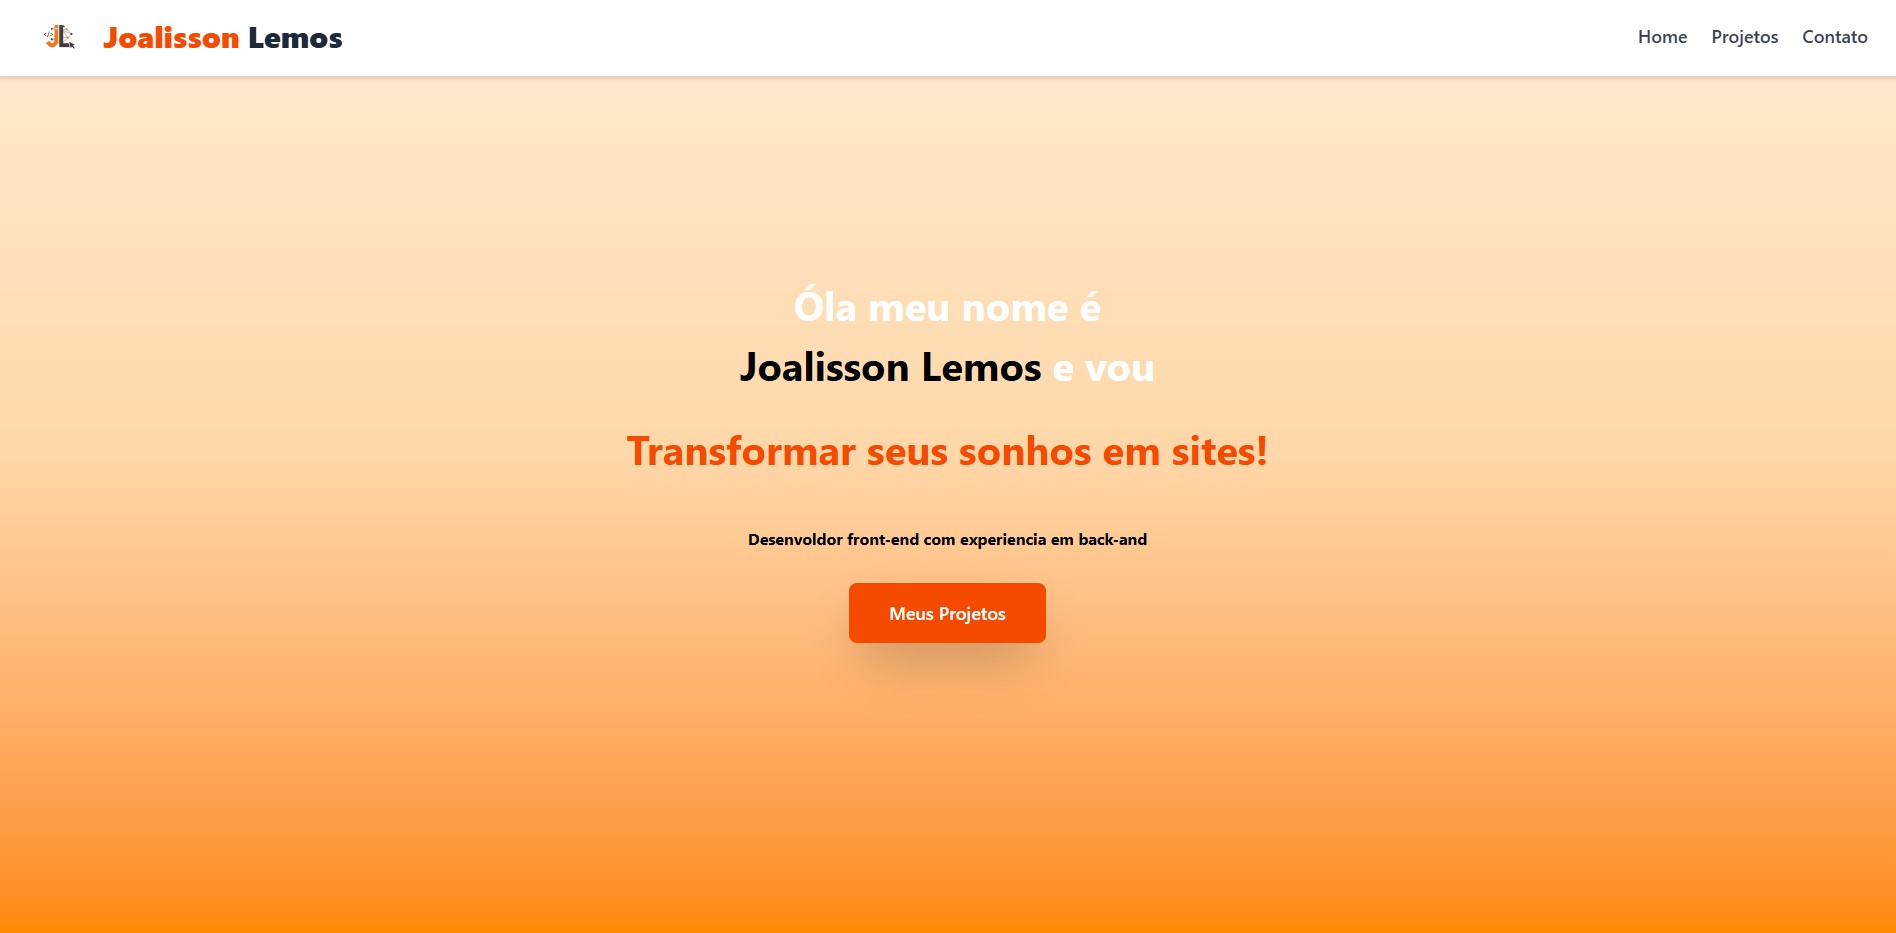 JL Joalisson Lemos
Home Projetos Contato
Óla meu nome é
Joalisson Lemos e vou
Transformar seus sonhos em sites!
Desenvoldor front-end com experiencia em back-and
Meus Projetos